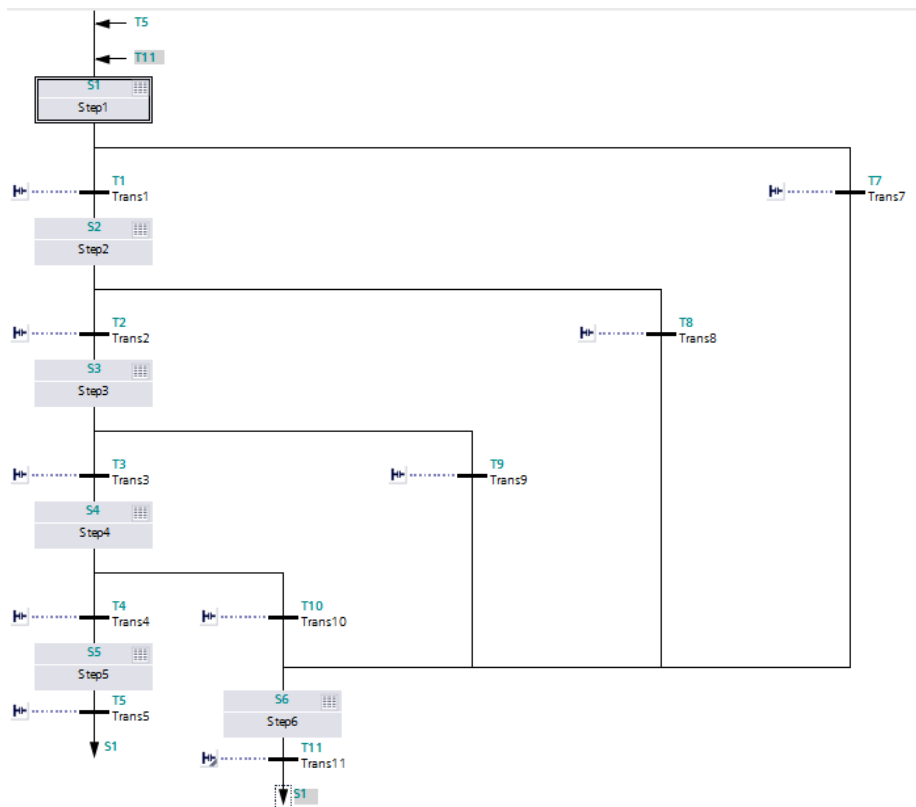 T5
T11
S1
Step1
T1
Trans1
T7
Trans7
S2
Step2
T2
Trans2
T8
Trans8
S3
Step3
T3
Trans3
T9
Trans9
S4
Step4
T4
Trans4
T10
Trans10
S5
Step5
S6
Step6
T5
Trans5
S1
T11
Trans11
S1